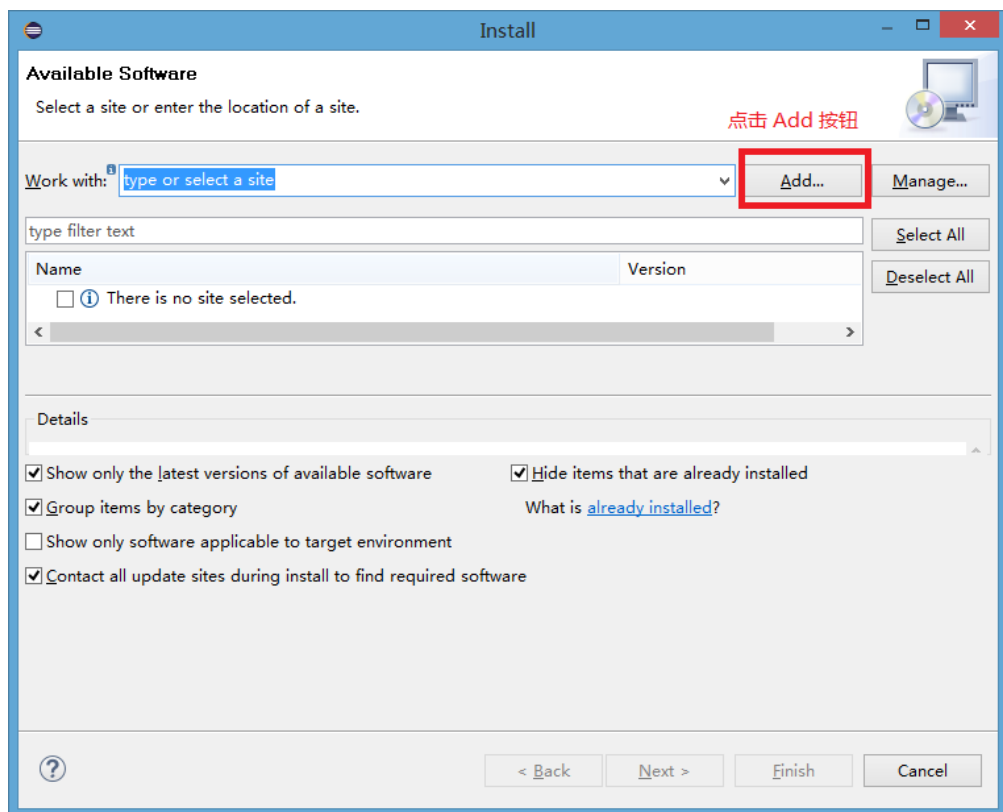 Install
Available Software
Select a site or enter the location of a site.
点击 Add 按钮
Work with: type or select a site Add... Manage...
type filter text Select All
Name Version
Deselect All
There is no site selected.
Details
Show only the latest versions of available software Hide items that are already installed
Group items by category What is already installed?
Show only software applicable to target environment
Contact all update sites during install to find required software
< Back Next > Finish Cancel